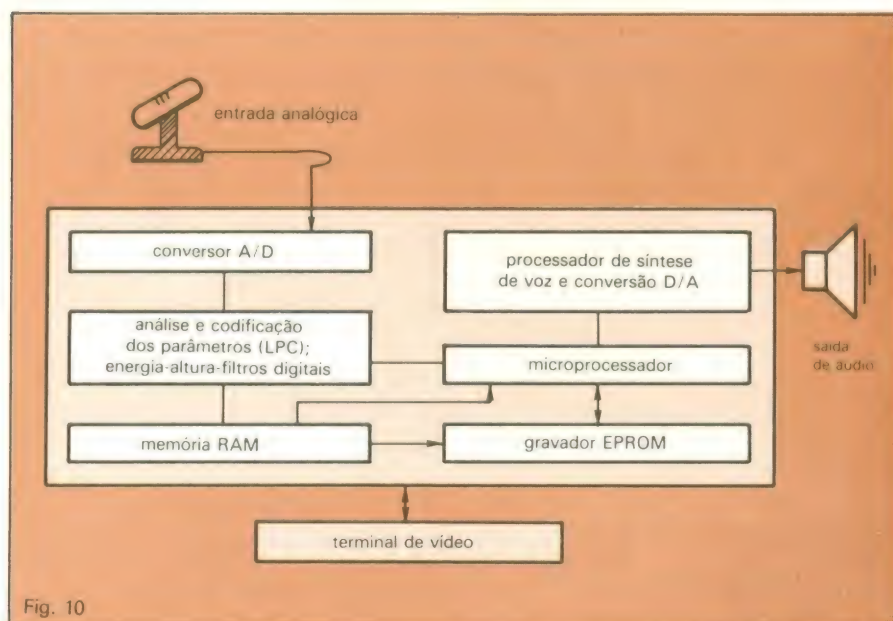 entrada analógica
conversor A/D
processador de síntese
de voz e conversão D/A
análise e codificação
dos parâmetros (LPC);
energia-altura-filtros digitais
microprocessador
saída
de áudio
memória RAM
gravador EPROM
terminal de vídeo
Fig. 10